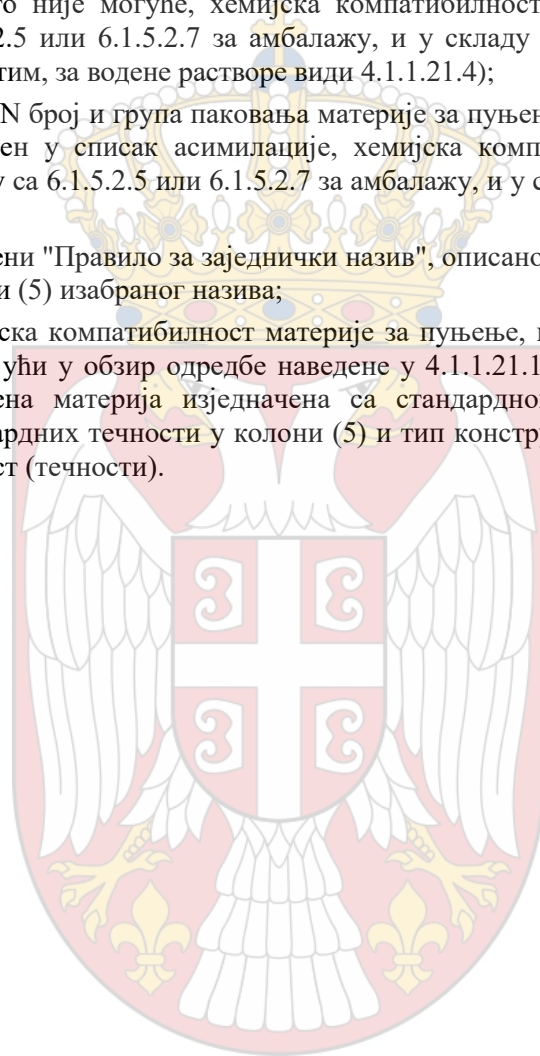 то није могуће, хемијска компатибилност
2.5 или 6.1.5.2.7 за амбалажу, и у складу
тим, за водене растворе види 4.1.1.21.4);
N број и група паковања материје за пуњен
ен у списак асимилације, хемијска комп
у са 6.1.5.2.5 или 6.1.5.2.7 за амбалажу, и у с
ени "Правило за заједнички назив", описано
и (5) изабраног назива;
ска компатибилност материје за пуњење,
ући у обзир одредбе наведене у 4.1.1.21.1
ена материја изједначена са стандардно
ардних течности у колони (5) и тип констр
ст (течности).